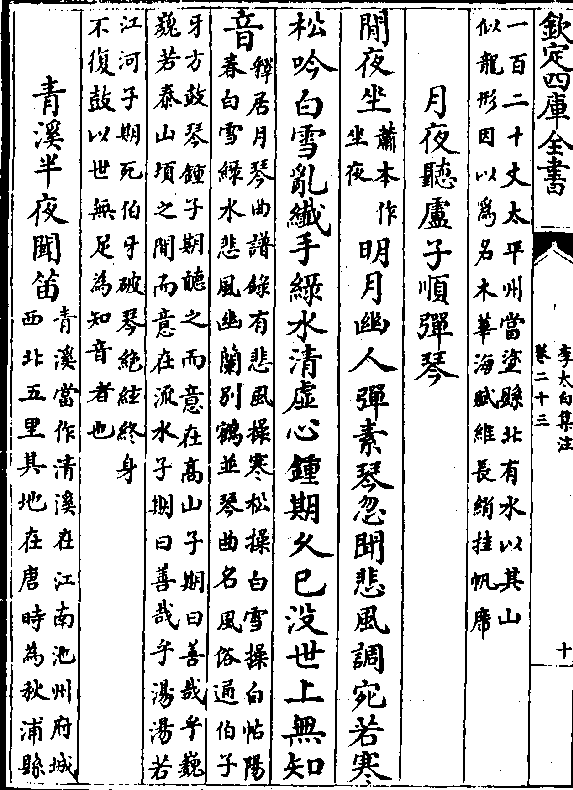 欽定四庫全書
李太白集注
卷二十三
十
一百二十丈太平州當塗縣北有水以其山
似龍形因以為名木華海賦維長綃挂帆席
月夜聽盧子順彈琴
閒夜坐蕭本作坐夜明月幽人彈素琴忽聞悲風調宛若寒
松吟白雪亂纖手綠水清虛心鍾期久已没世上無知
音釋居月琴曲譜錄有悲風操寒松操白雪操白帖陽
春白雪綠水悲風幽蘭別鶴並琴曲名風俗通伯子
牙方鼓琴鍾子期聽之而意在髙山子期曰善哉乎巍
巍若泰山頃之間而意在流水子期曰善哉乎湯湯若
江河子期死伯牙破琴絶絃終身
不復鼓以世無足為知音者也
青溪半夜聞笛青溪當作清溪在江南池州府城
西北五里其地在唐時為秋浦縣